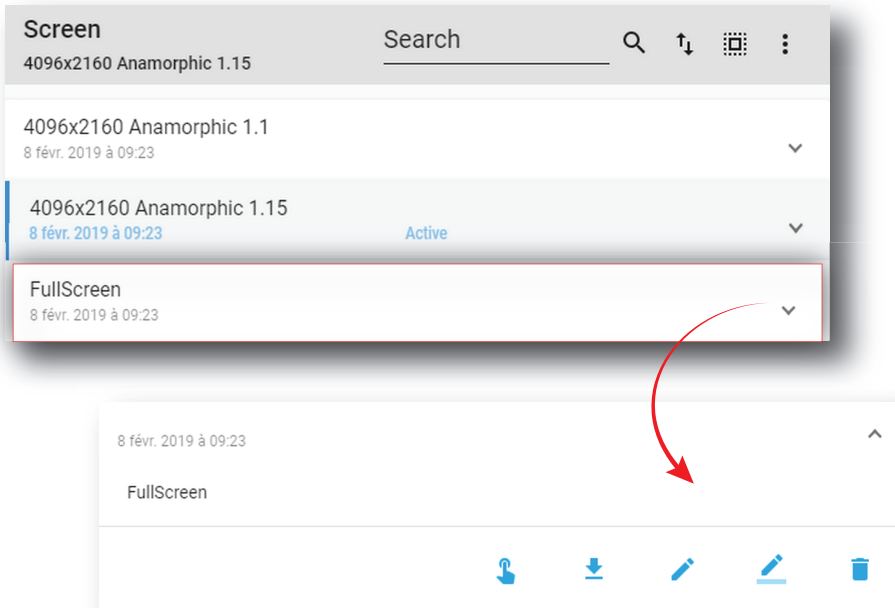 Screen
Search
4096x2160 Anamorphic 1.15
4096x2160 Anamorphic 1.1
8 févr. 2019 à 09:23
4096x2160 Anamorphic 1.15
8 févr. 2019 à 09:23 Active
FullScreen
8 févr. 2019 à 09:23
8 févr. 2019 à 09:23
FullScreen